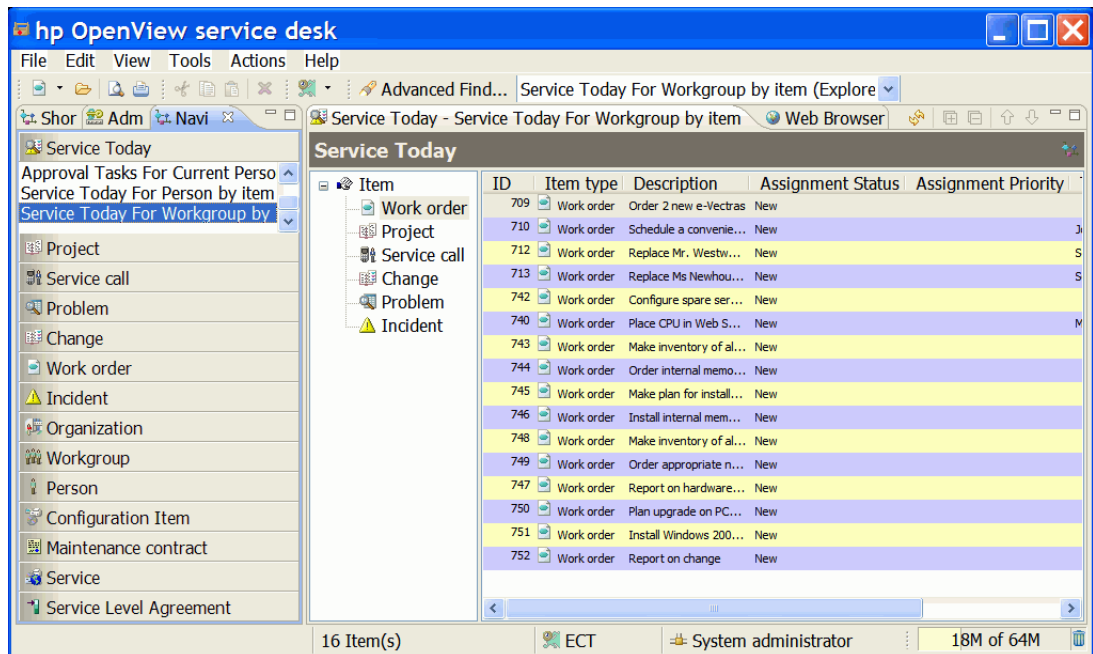 hp OpenView service desk
File Edit View Tools Actions Help
Advanced Find... Service Today For Workgroup by item (Explore
Shor Adm Navi Service Today - Service Today For Workgroup by item Web Browser
Service Today
Approval Tasks For Current Perso
Service Today For Person by item
Service Today For Workgroup by
Project
Service call
Problem
Change
Work order
Incident
Organization
Workgroup
Person
Configuration Item
Maintenance contract
Service
Service Level Agreement
Service Today
Item
Work order
Project
Service call
Change
Problem
Incident
ID Item type Description Assignment Status Assignment Priority
709 Work order Order 2 new e-Vectras New
710 Work order Schedule a convenie... New
712 Work order Replace Mr. Westw... New S
713 Work order Replace Ms Newhou... New S
742 Work order Configure spare ser... New
740 Work order Place CPU in Web S... New M
743 Work order Make inventory of al... New
744 Work order Order internal memo... New
745 Work order Make plan for install... New
746 Work order Install internal mem... New
748 Work order Make inventory of al... New
749 Work order Order appropriate n... New
747 Work order Report on hardware... New
750 Work order Plan upgrade on PC... New
751 Work order Install Windows 200... New
752 Work order Report on change New
16 Item(s) ECT System administrator 18M of 64M